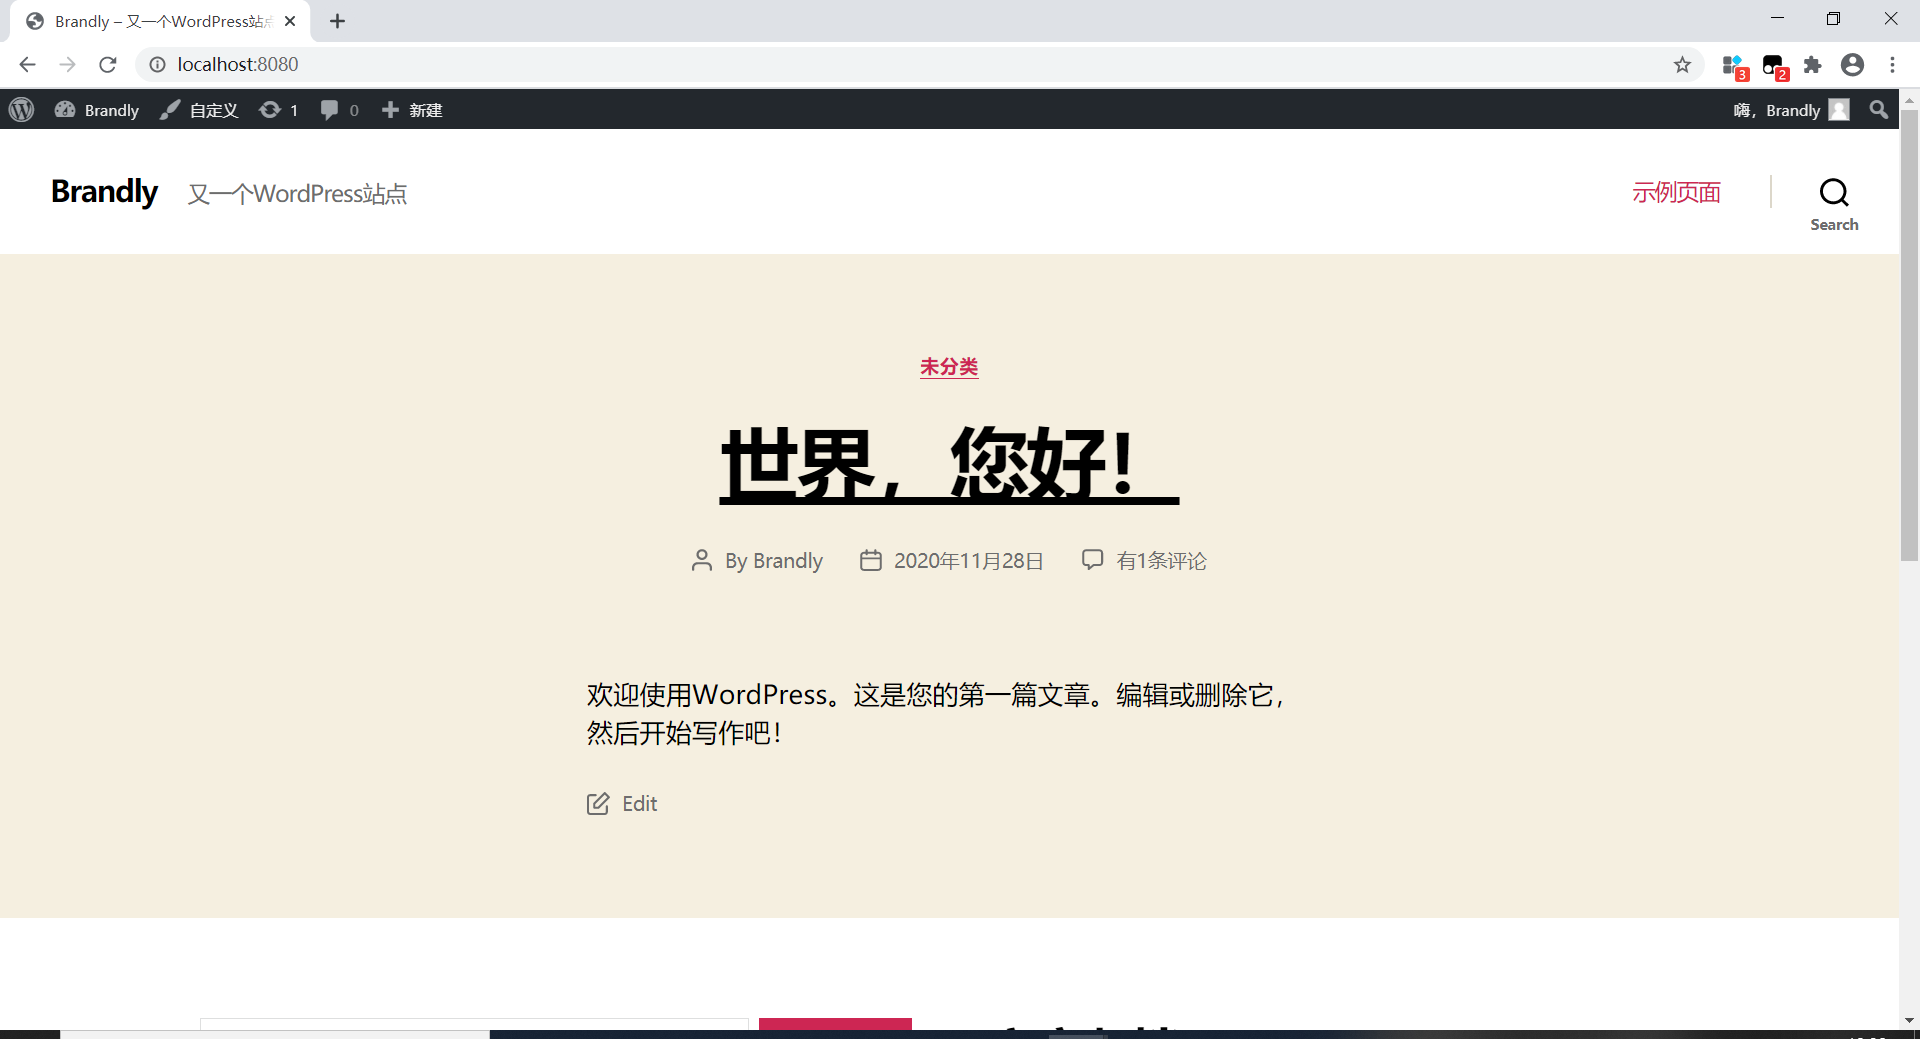 Brandly – 又一个WordPress站点
localhost:8080
3
2
Brandly
自定义
1
0
新建
嗨，Brandly
Brandly
又一个WordPress站点
示例页面
Search
未分类
世界，您好！
By Brandly
2020年11月28日
有1条评论
欢迎使用WordPress。这是您的第一篇文章。编辑或删除它，
然后开始写作吧！
Edit